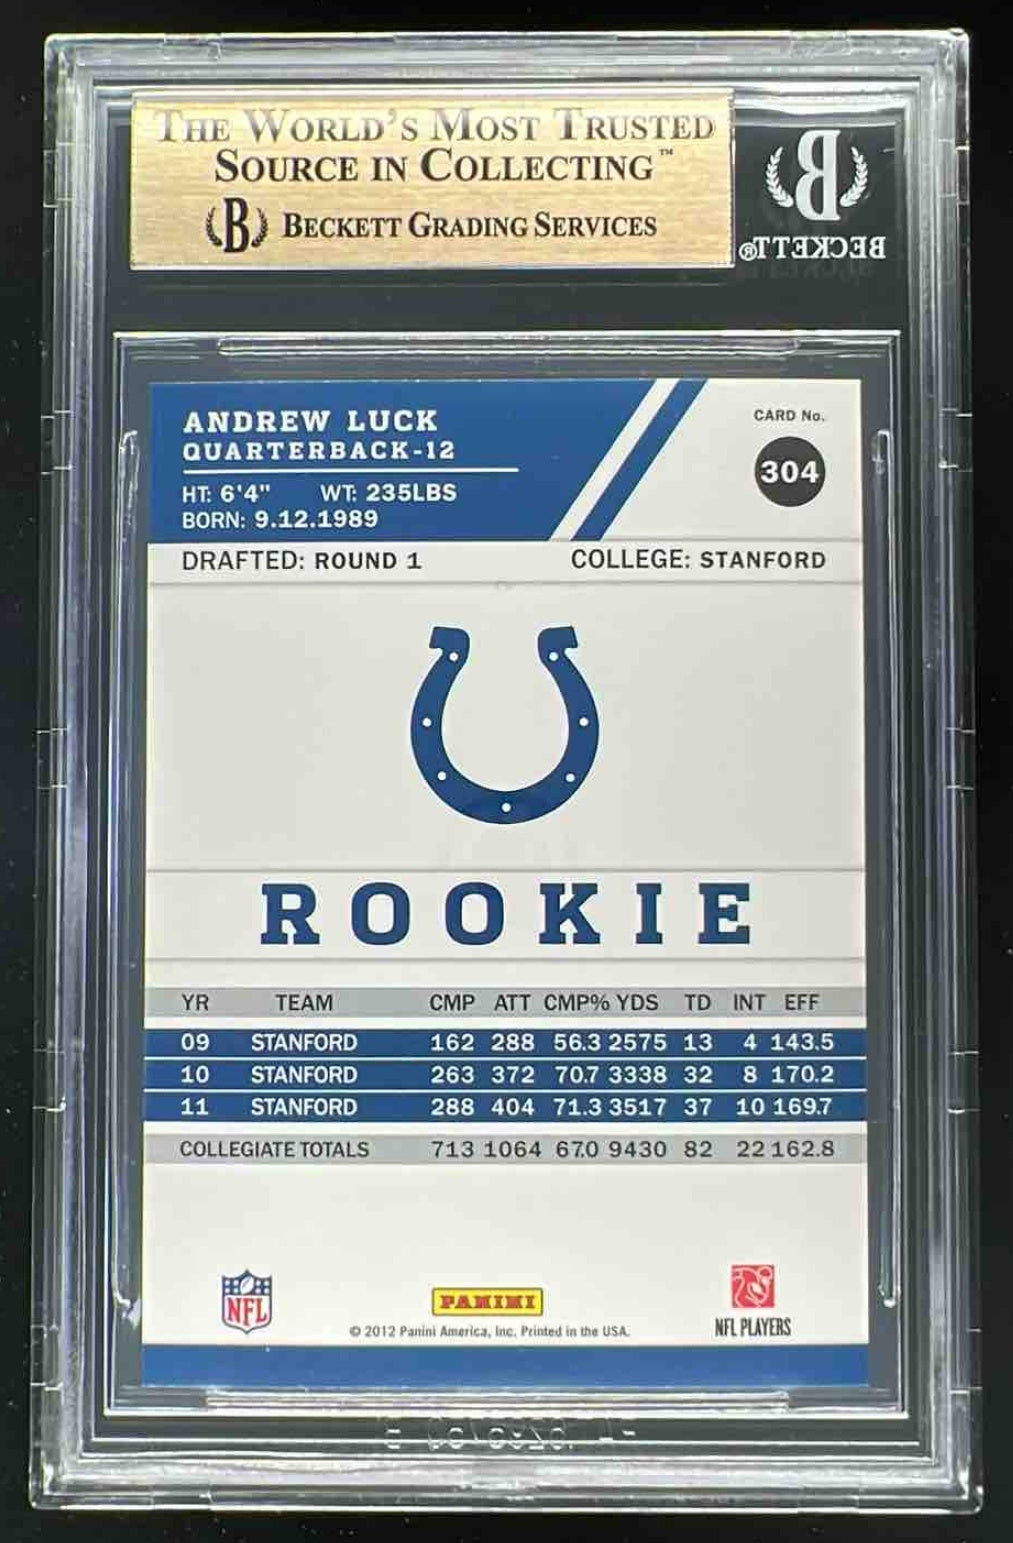 THE WORLD'S MOST TRUSTED
SOURCE IN COLLECTING™
B BECKETT GRADING SERVICES
B
BECKETT®
ANDREW LUCK
QUARTERBACK-12
HT: 6'4" WT: 235LBS
BORN: 9.12.1989
CARD No.
304
DRAFTED: ROUND 1 COLLEGE: STANFORD
ROOKIE
YR TEAM CMP ATT CMP% YDS TD INT EFF
09 STANFORD 162 288 56.3 2575 13 4 143.5
10 STANFORD 263 372 70.7 3338 32 8 170.2
11 STANFORD 288 404 71.3 3517 37 10 169.7
COLLEGIATE TOTALS 713 1064 67.0 9430 82 22 162.8
NFL
PANINI
© 2012 Panini America, Inc. Printed in the USA.
NFL PLAYERS